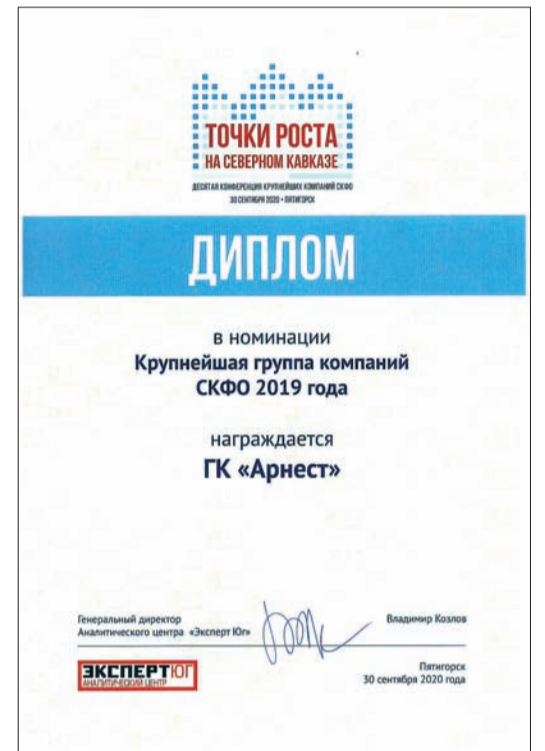 ТОЧКИ РОСТА
НА СЕВЕРНОМ КАВКАЗЕ
ДЕСЯТАЯ КОНФЕРЕНЦИЯ КРУПНЕЙШИХ КОМПАНИЙ СКФО
30 СЕНТЯБРЯ 2020 • ПЯТИГОРСК
ДИПЛОМ
в номинации
Крупнейшая группа компаний
СКФО 2019 года
награждается
ГК «Арнест»
Генеральный директор
Аналитического центра «Эксперт Юг»
Владимир Козлов
ЭКСПЕРТ ЮГ
АНАЛИТИЧЕСКИЙ ЦЕНТР
Пятигорск
30 сентября 2020 года